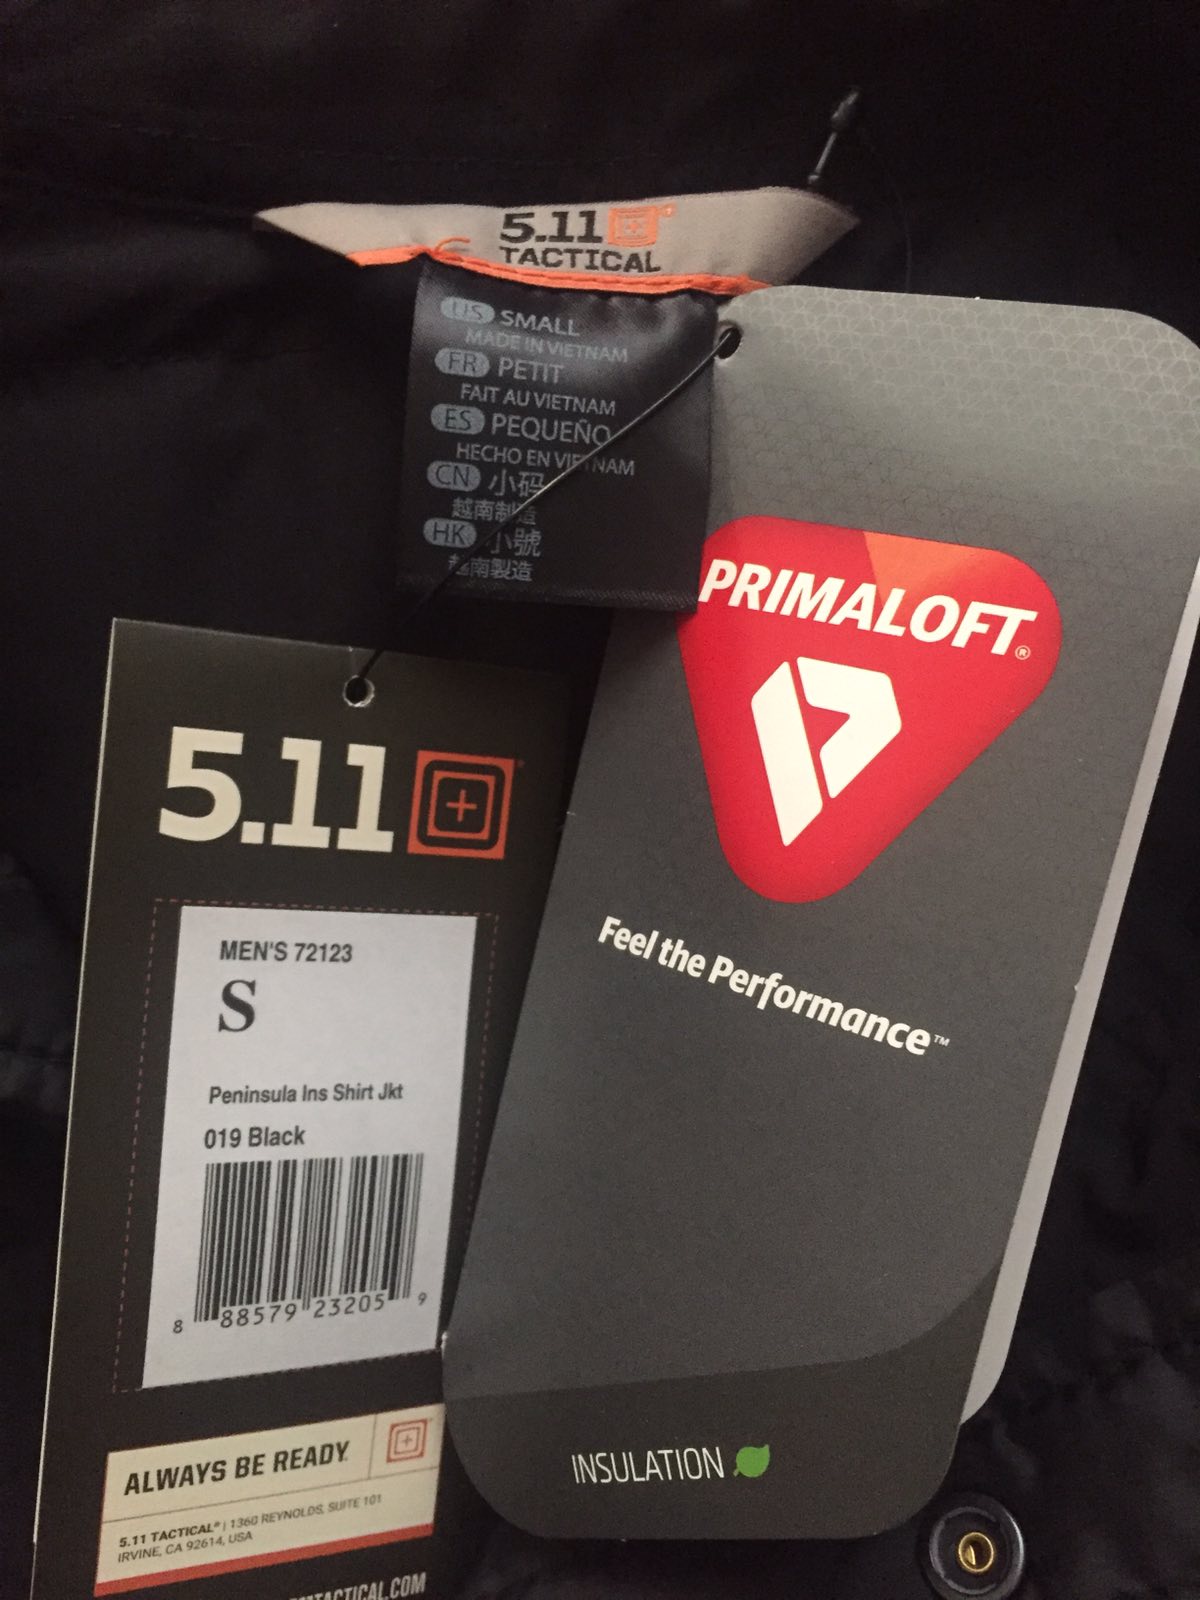 5.11
TACTICAL
US SMALL
MADE IN VIETNAM
FR PETIT
FAIT AU VIETNAM
ES PEQUEÑO
HECHO EN VIETNAM
CN 小码
越南制造
HK 小號
越南製造
PRIMALOFT®
Feel the Performance™
INSULATION
5.11
MEN'S 72123
S
Peninsula Ins Shirt Jkt
019 Black
8 88579 23205 9
ALWAYS BE READY.
5.11 TACTICAL® | 1360 REYNOLDS, SUITE 101
IRVINE, CA 92614, USA
TACTICAL.COM